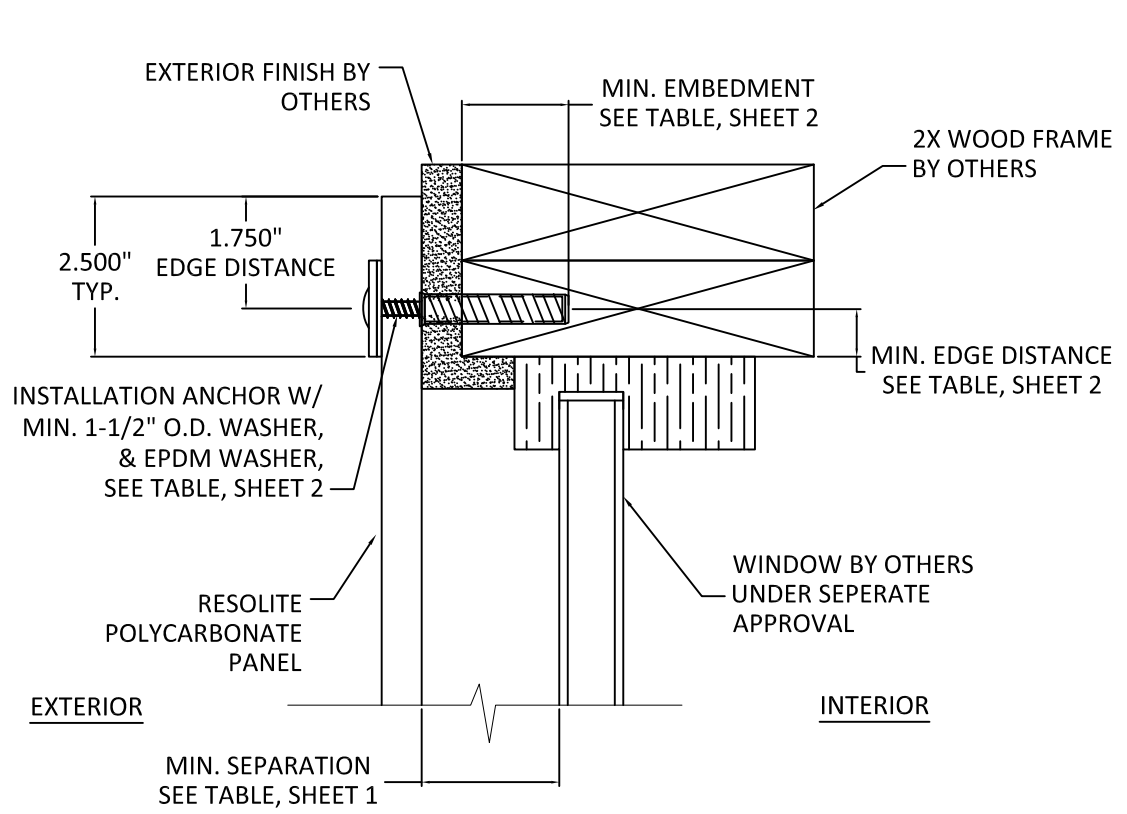 EXTERIOR FINISH BY
OTHERS
MIN. EMBEDMENT
SEE TABLE, SHEET 2
2X WOOD FRAME
BY OTHERS
1.750"
EDGE DISTANCE
2.500"
TYP.
MIN. EDGE DISTANCE
SEE TABLE, SHEET 2
INSTALLATION ANCHOR W/
MIN. 1-1/2" O.D. WASHER,
& EPDM WASHER,
SEE TABLE, SHEET 2
WINDOW BY OTHERS
UNDER SEPERATE
APPROVAL
RESOLITE
POLYCARBONATE
PANEL
EXTERIOR
INTERIOR
MIN. SEPARATION
SEE TABLE, SHEET 1